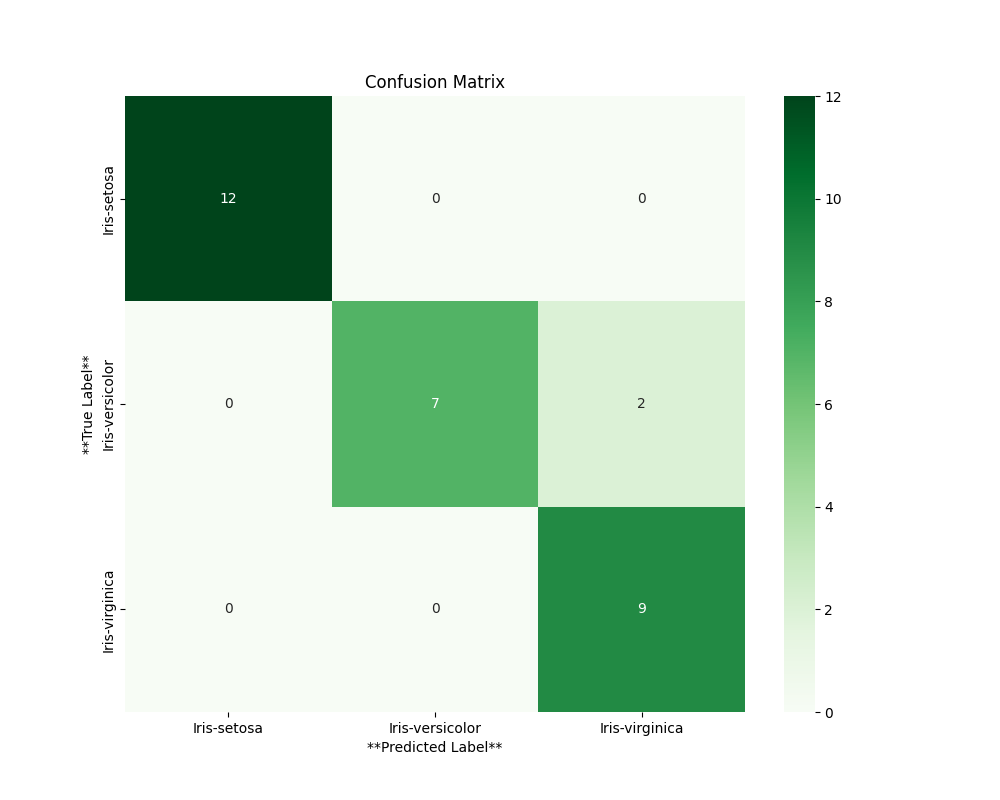 Confusion Matrix
12 0 0
0 7 2
0 0 9
Iris-setosa
Iris-versicolor
Iris-virginica
**True Label**
Iris-setosa Iris-versicolor Iris-virginica
**Predicted Label**
12
10
8
6
4
2
0